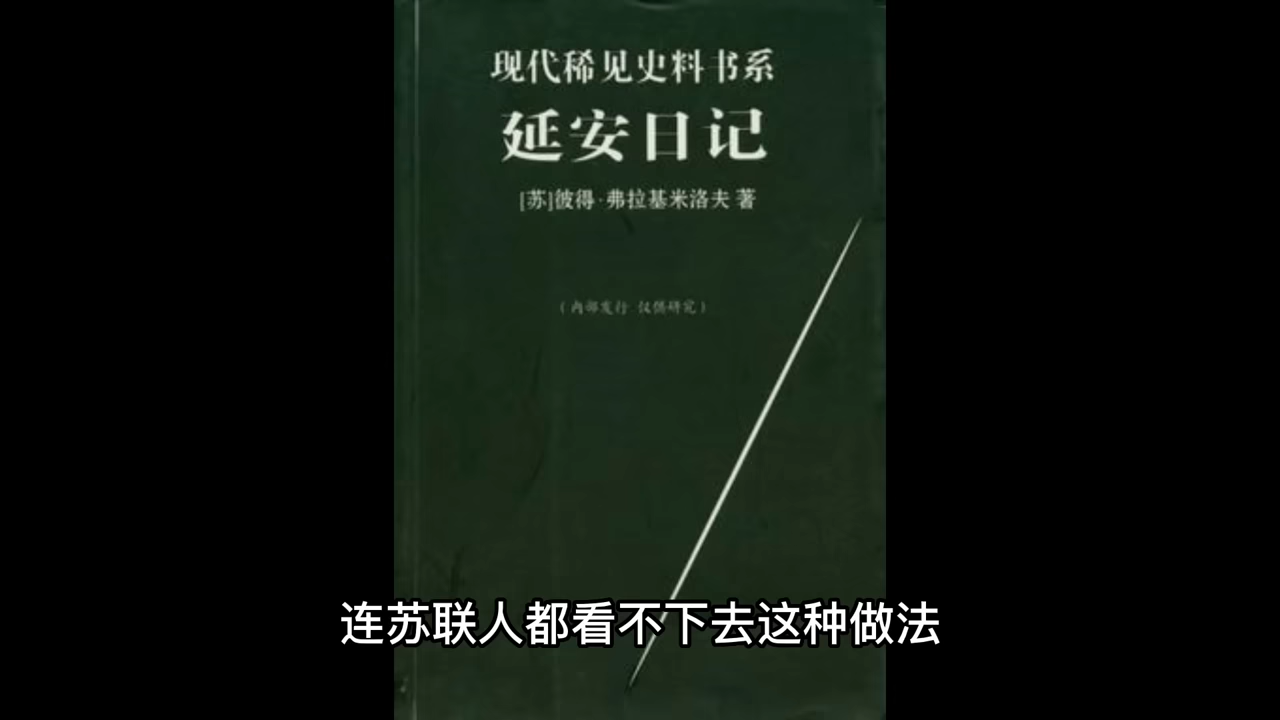 现代稀见史料书系
延安日记
[苏]彼得·弗拉基米洛夫 著
（内部发行 仅供研究）
连苏联人都看不下去这种做法